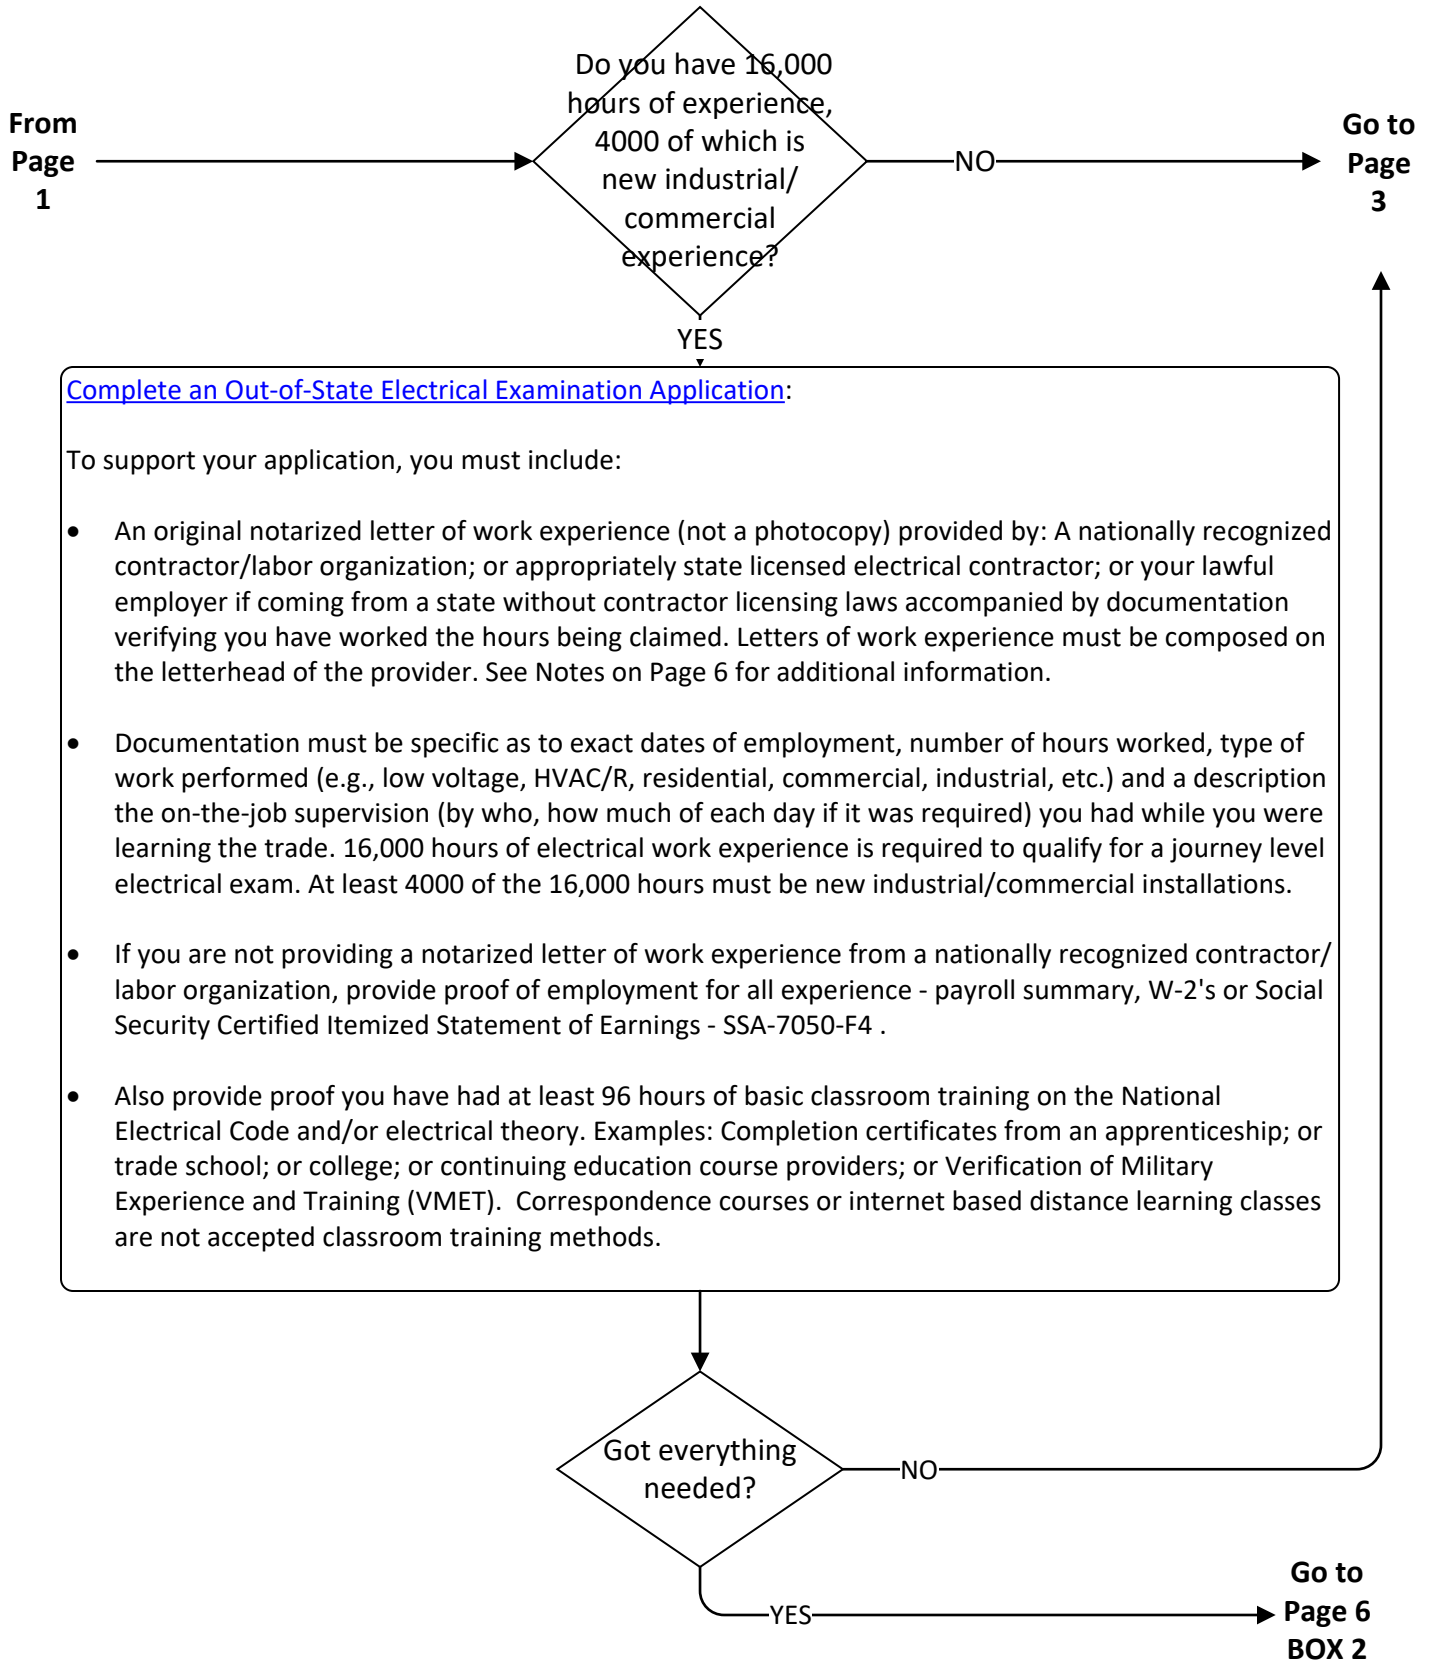 Do you have 16,000
hours of experience,
4000 of which is
new industrial/
commercial
experience?
From
Page
1
NO
Go to
Page
3
YES
Complete an Out-of-State Electrical Examination Application:
To support your application, you must include:
• An original notarized letter of work experience (not a photocopy) provided by: A nationally recognized
contractor/labor organization; or appropriately state licensed electrical contractor; or your lawful
employer if coming from a state without contractor licensing laws accompanied by documentation
verifying you have worked the hours being claimed. Letters of work experience must be composed on
the letterhead of the provider. See Notes on Page 6 for additional information.
• Documentation must be specific as to exact dates of employment, number of hours worked, type of
work performed (e.g., low voltage, HVAC/R, residential, commercial, industrial, etc.) and a description
the on-the-job supervision (by who, how much of each day if it was required) you had while you were
learning the trade. 16,000 hours of electrical work experience is required to qualify for a journey level
electrical exam. At least 4000 of the 16,000 hours must be new industrial/commercial installations.
• If you are not providing a notarized letter of work experience from a nationally recognized contractor/
labor organization, provide proof of employment for all experience - payroll summary, W-2's or Social
Security Certified Itemized Statement of Earnings - SSA-7050-F4 .
• Also provide proof you have had at least 96 hours of basic classroom training on the National
Electrical Code and/or electrical theory. Examples: Completion certificates from an apprenticeship; or
trade school; or college; or continuing education course providers; or Verification of Military
Experience and Training (VMET).  Correspondence courses or internet based distance learning classes
are not accepted classroom training methods.
Got everything
needed?
NO
YES
Go to
Page 6
BOX 2